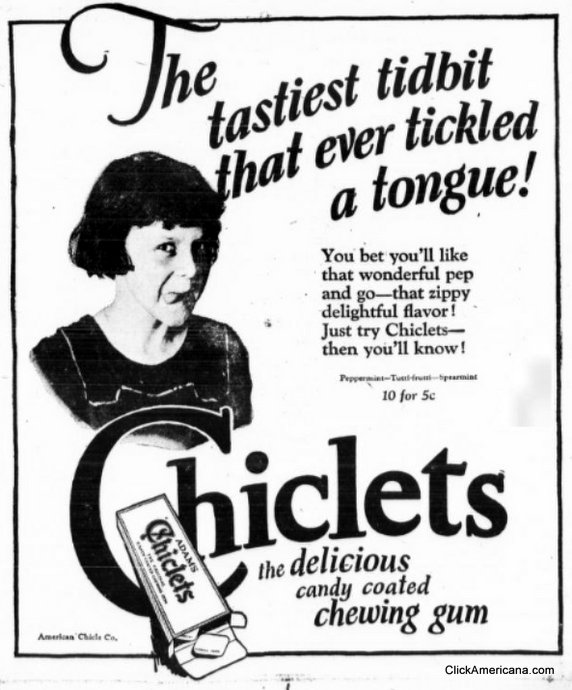 The
tastiest tidbit
that ever tickled
a tongue!
You bet you'll like
that wonderful pep
and go—that zippy
delightful flavor!
Just try Chiclets—
then you'll know!
Peppermint—Tutti-frutti—Spearmint
10 for 5c
Chiclets
ADAMS
Chiclets
the delicious
candy coated
chewing gum
American Chicle Co.
ClickAmericana.com